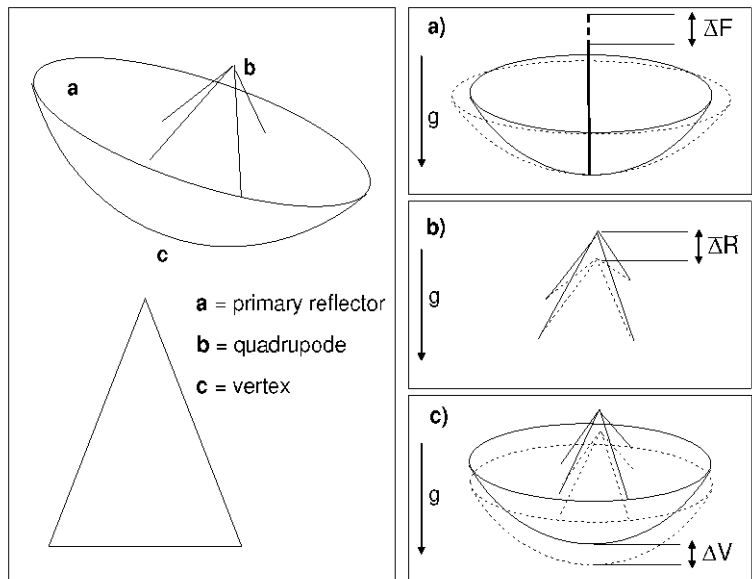 a
b
c
a = primary reflector
b = quadrupode
c = vertex
a)
ΔF
g
b)
ΔR
g
c)
g
ΔV